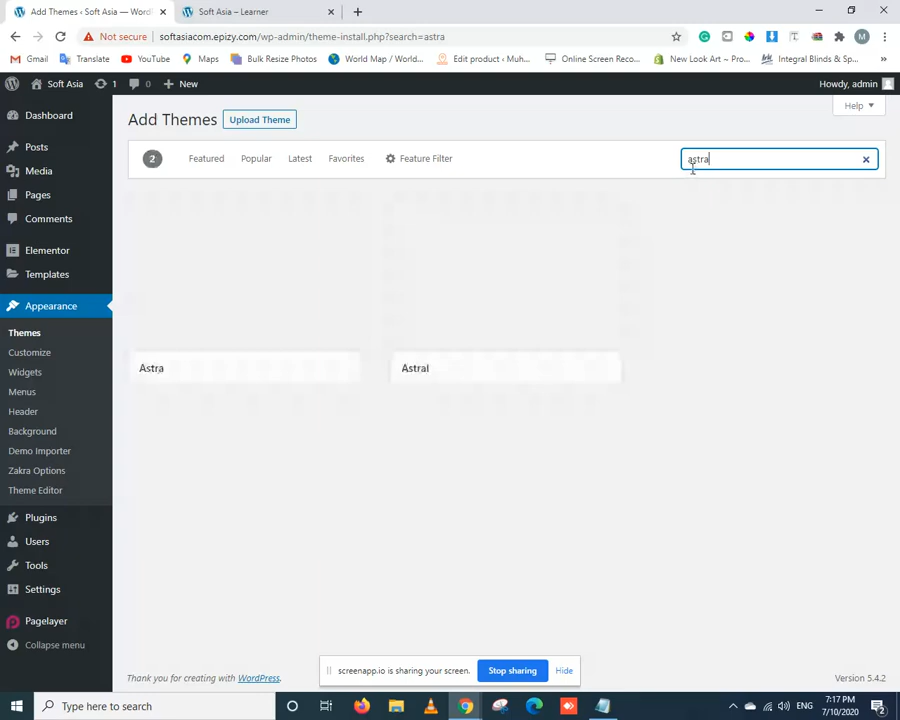 Add Themes ‹ Soft Asia — Word
Soft Asia – Learner
Not secure | softasiacom.epizy.com/wp-admin/theme-install.php?search=astra
M
Gmail
Translate
YouTube
Maps
Bulk Resize Photos
World Map / World...
Edit product ‹ Muh...
Online Screen Reco...
New Look Art ~ Pro...
Integral Blinds & Sp...
»
Soft Asia
1
0
New
Howdy, admin
Dashboard
Posts
Media
Pages
Comments
Elementor
Templates
Appearance
Themes
Customize
Widgets
Menus
Header
Background
Demo Importer
Zakra Options
Theme Editor
Plugins
Users
Tools
Settings
Pagelayer
Collapse menu
Help
Add Themes
Upload Theme
2
Featured
Popular
Latest
Favorites
Feature Filter
astra
Astra
Astral
Thank you for creating with WordPress.
Version 5.4.2
screenapp.io is sharing your screen.
Stop sharing
Hide
Type here to search
ENG
7:17 PM
7/10/2020
2